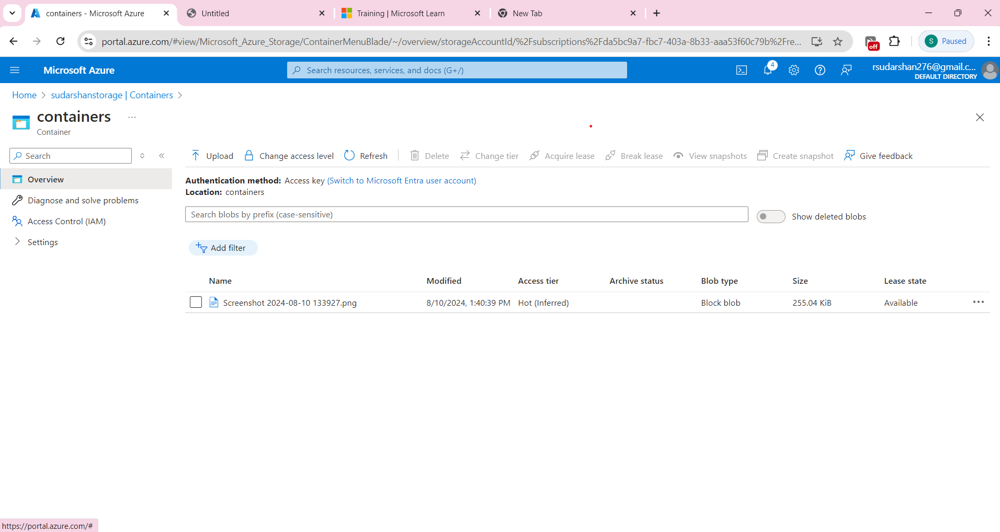 containers - Microsoft Azure
Untitled
Training | Microsoft Learn
New Tab
portal.azure.com/#view/Microsoft_Azure_Storage/ContainerMenuBlade/~/overview/storageAccountId/%2Fsubscriptions%2Fda5bc9a7-fbc7-403a-8b33-aaa53f60c79b%2Fre...
off
S
Paused
Microsoft Azure
Search resources, services, and docs (G+/)
4
rsudarshan276@gmail.c...
DEFAULT DIRECTORY
Home > sudarshanstorage | Containers >
containers ...
Container
Search
Upload
Change access level
Refresh
Delete
Change tier
Acquire lease
Break lease
View snapshots
Create snapshot
Give feedback
Overview
Diagnose and solve problems
Access Control (IAM)
Settings
Authentication method: Access key (Switch to Microsoft Entra user account)
Location: containers
Search blobs by prefix (case-sensitive)
Show deleted blobs
Add filter
Name Modified Access tier Archive status Blob type Size Lease state
Screenshot 2024-08-10 133927.png 8/10/2024, 1:40:39 PM Hot (Inferred) Block blob 255.04 KiB Available
https://portal.azure.com/#